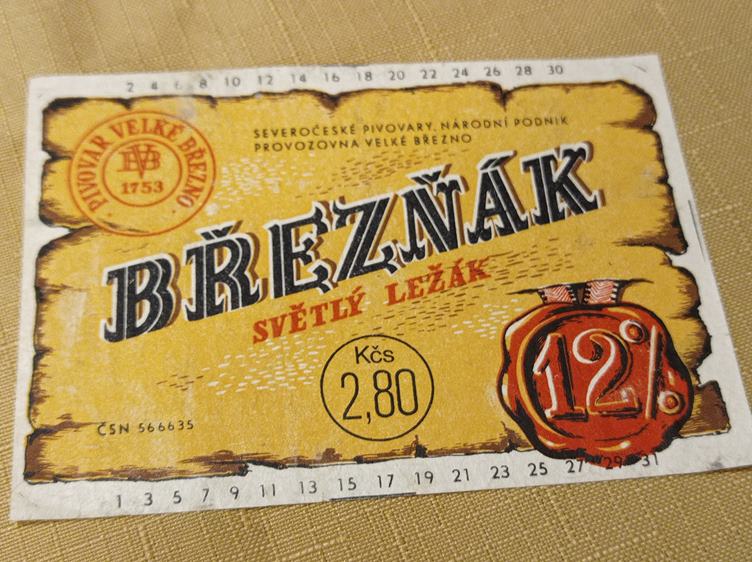 2 4 6 8 10 12 14 16 18 20 22 24 26 28 30
PIVOVAR VELKÉ BŘEZNO
VB
1753
SEVEROČESKÉ PIVOVARY, NÁRODNÍ PODNIK
PROVOZOVNA VELKÉ BŘEZNO
BŘEZŇÁK
SVĚTLÝ LEŽÁK
12%
Kčs
2,80
ČSN 566635
1 3 5 7 9 11 13 15 17 19 21 23 25 27 29 31